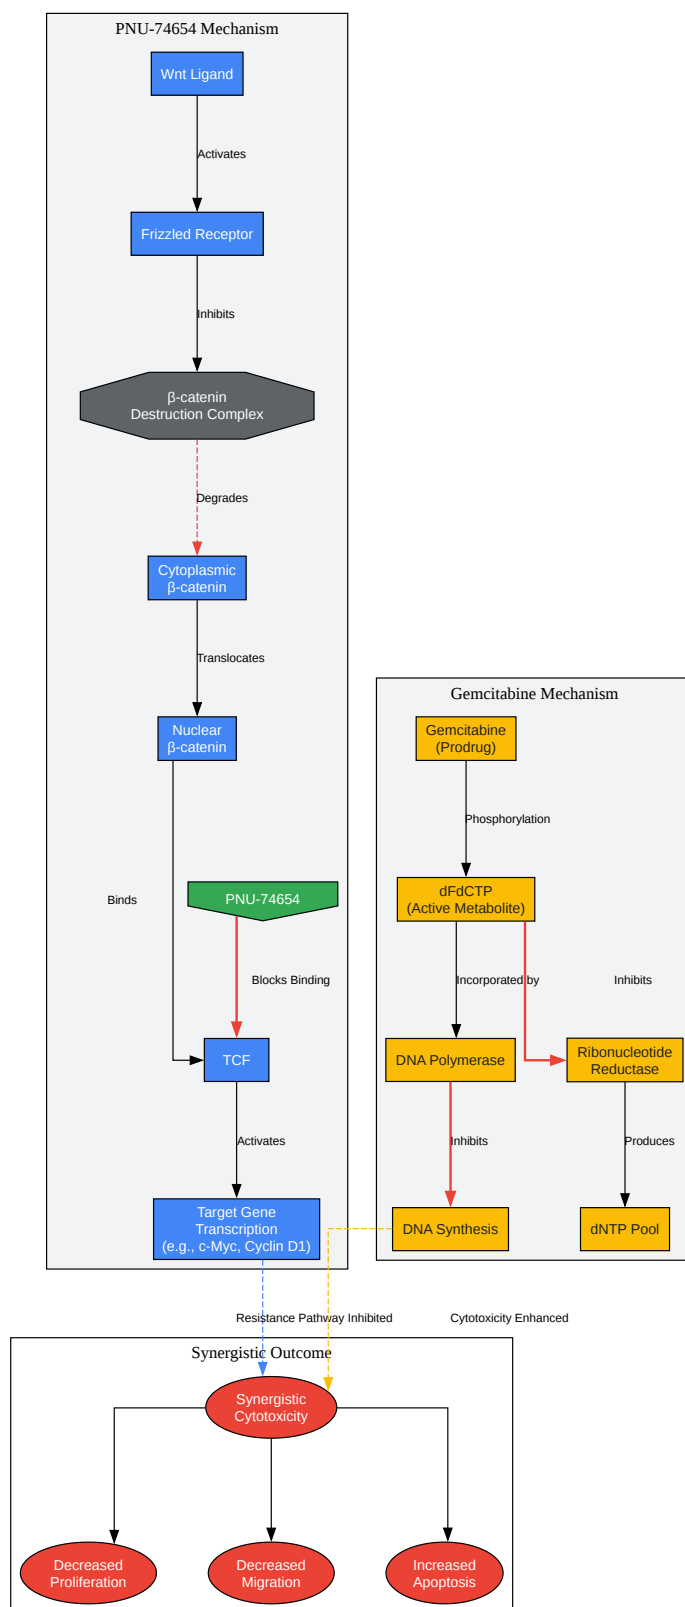 PNU-74654 Mechanism
Wnt Ligand
Activates
Frizzled Receptor
Inhibits
β-catenin
Destruction Complex
Degrades
Cytoplasmic
β-catenin
Translocates
Nuclear
β-catenin
Binds
PNU-74654
Blocks Binding
TCF
Activates
Target Gene
Transcription
(e.g., c-Myc, Cyclin D1)
Gemcitabine Mechanism
Gemcitabine
(Prodrug)
Phosphorylation
dFdCTP
(Active Metabolite)
Incorporated by
Inhibits
DNA Polymerase
Ribonucleotide
Reductase
Inhibits
Produces
DNA Synthesis
dNTP Pool
Resistance Pathway Inhibited
Cytotoxicity Enhanced
Synergistic Outcome
Synergistic
Cytotoxicity
Decreased
Proliferation
Decreased
Migration
Increased
Apoptosis